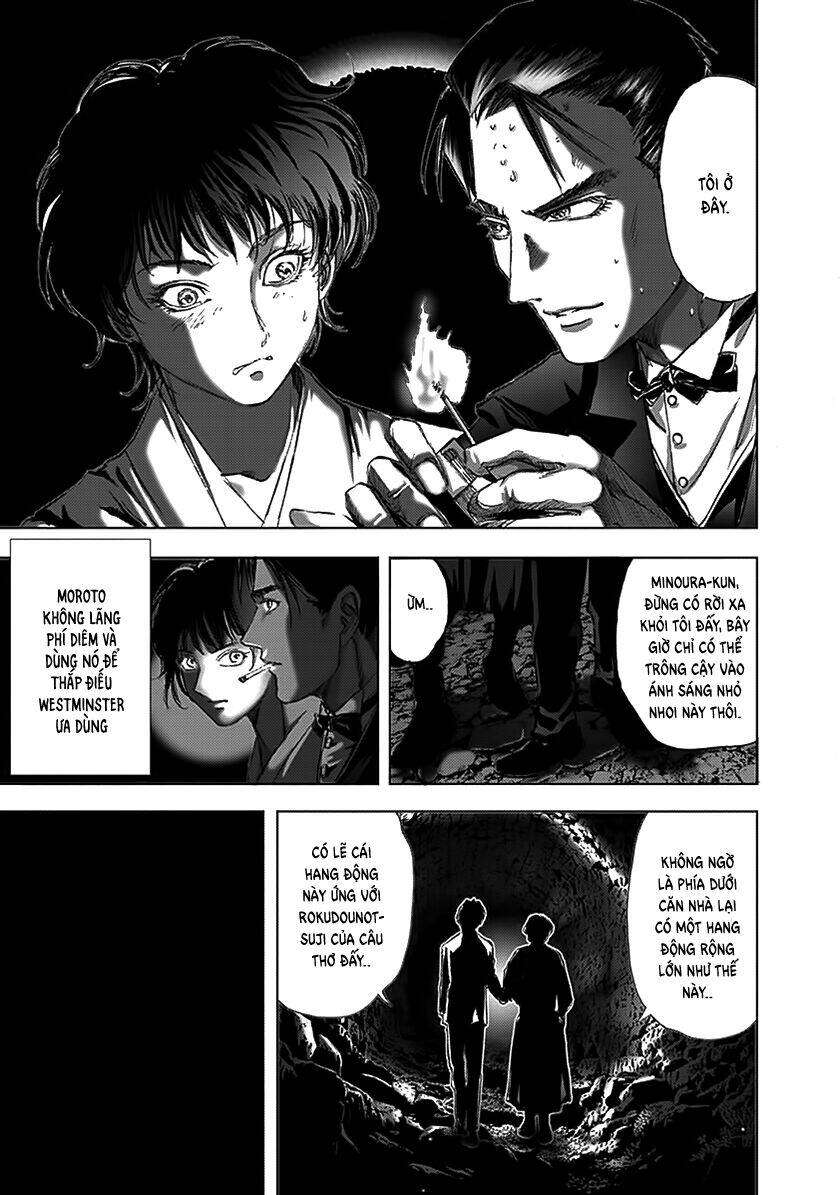 TÔI Ở
ĐÂY.
MINOURA-KUN,
ĐỪNG CÓ RỜI XA
KHỎI TÔI ĐẤY, BÂY
GIỜ CHỈ CÓ THỂ
TRÔNG CẬY VÀO
ÁNH SÁNG NHỎ
NHOI NÀY THÔI.
ỪM..
MOROTO
KHÔNG LÃNG
PHÍ DIÊM VÀ
DÙNG NÓ ĐỂ
THẮP ĐIẾU
WESTMINSTER
ƯA DÙNG
KHÔNG NGỜ
LÀ PHÍA DƯỚI
CĂN NHÀ LẠI
CÓ MỘT HANG
ĐỘNG RỘNG
LỚN NHƯ THẾ
NÀY..
CÓ LẼ CÁI
HANG ĐỘNG
NÀY ỨNG VỚI
ROKUDOUNOT-
SUJI CỦA CÂU
THƠ ĐẤY..